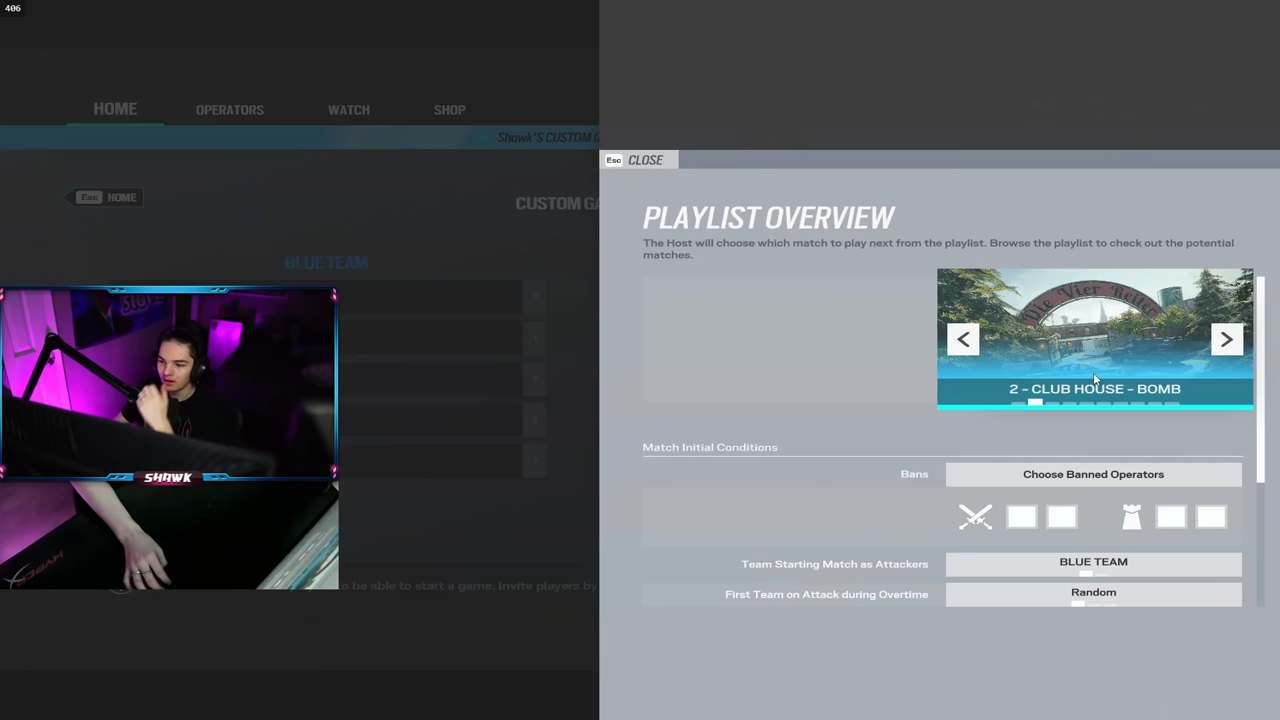 406
HOME
OPERATORS
WATCH
SHOP
Shawk'S CUSTOM G
Esc CLOSE
Esc HOME
CUSTOM GA
BLUE TEAM
PLAYLIST OVERVIEW
The Host will choose which match to play next from the playlist. Browse the playlist to check out the potential
matches.
Die Vier Keller
2 - CLUB HOUSE - BOMB
Match Initial Conditions
Bans
Choose Banned Operators
Team Starting Match as Attackers
BLUE TEAM
First Team on Attack during Overtime
Random
SHAWK
HYPER
to be able to start a game. Invite players by